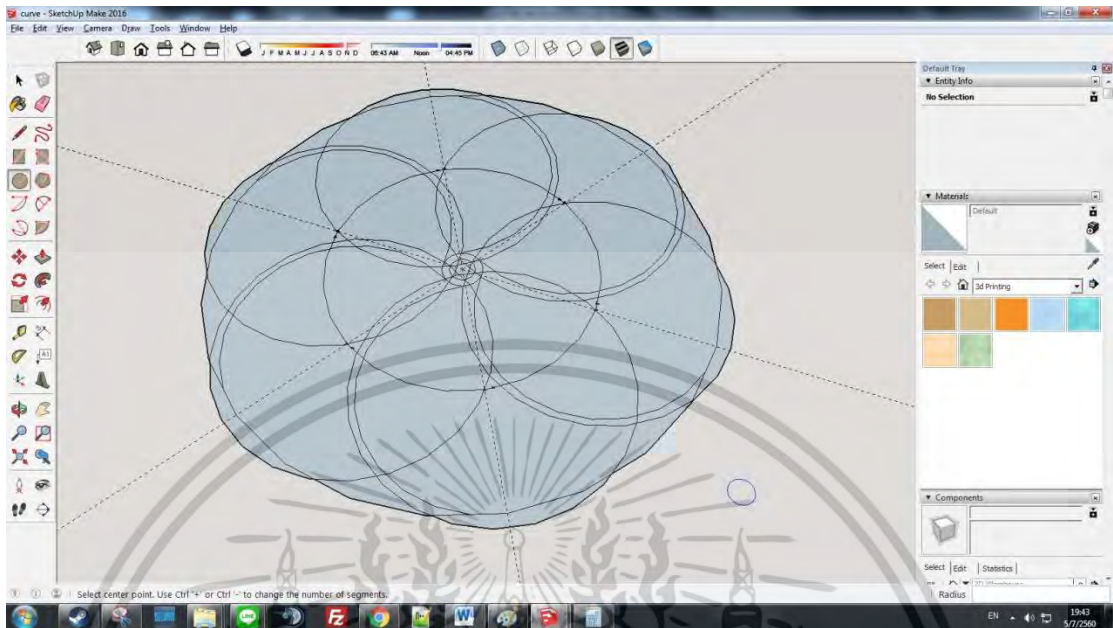 curve - SketchUp Make 2016
File Edit View Camera Draw Tools Window Help
J F M A M J J A S O N D 06:43 AM Noon 04:45 PM
Default Tray
Entity Info
No Selection
Materials
Default
Select Edit
3d Printing
Components
Select Edit Statistics
Select center point. Use Ctrl '+' or Ctrl '-' to change the number of segments.
Radius
EN
19:43
5/7/2560